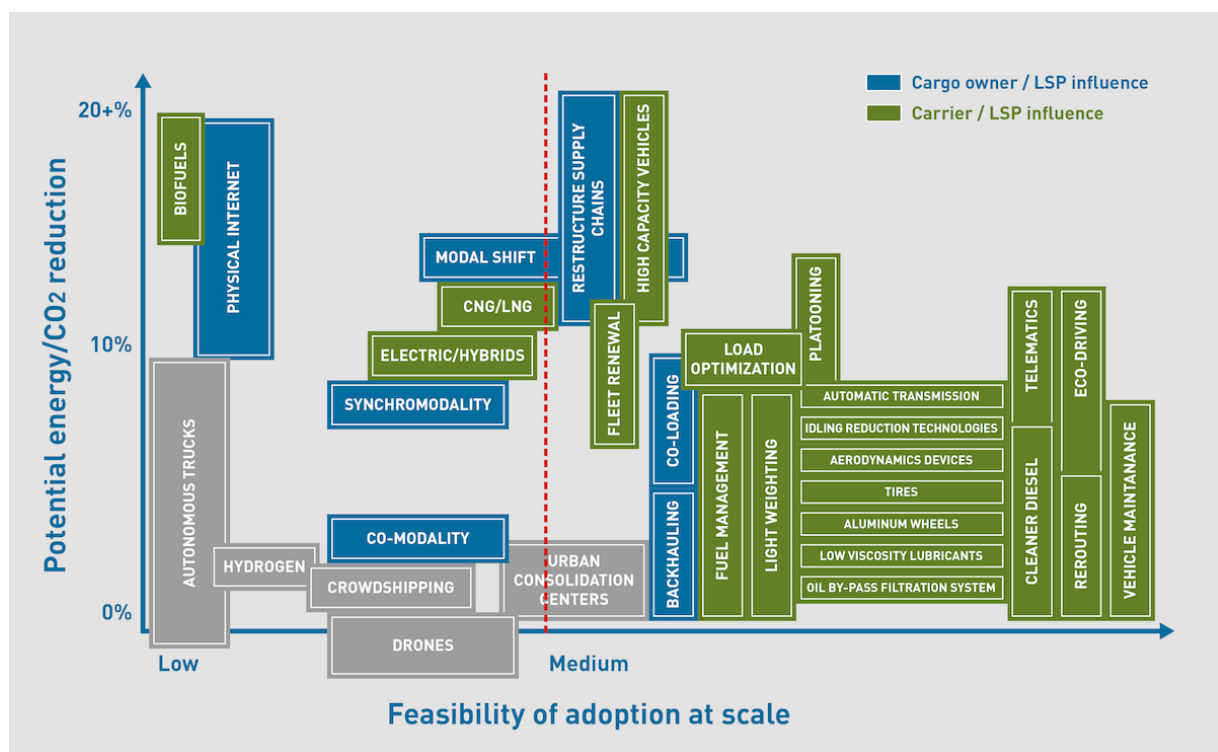 Cargo owner / LSP influence
Carrier / LSP influence
Potential energy/CO2 reduction
20+%
10%
0%
BIOFUELS
PHYSICAL INTERNET
AUTONOMOUS TRUCKS
HYDROGEN
CROWDSHIPPING
DRONES
MODAL SHIFT
CNG/LNG
ELECTRIC/HYBRIDS
SYNCHROMODALITY
CO-MODALITY
URBAN
CONSOLIDATION
CENTERS
RESTRUCTURE SUPPLY
CHAINS
HIGH CAPACITY VEHICLES
FLEET RENEWAL
CO-LOADING
BACKHAULING
LOAD
OPTIMIZATION
FUEL MANAGEMENT
LIGHT WEIGHTING
PLATOONING
AUTOMATIC TRANSMISSION
IDLING REDUCTION TECHNOLOGIES
AERODYNAMICS DEVICES
TIRES
ALUMINUM WHEELS
LOW VISCOSITY LUBRICANTS
OIL BY-PASS FILTRATION SYSTEM
TELEMATICS
CLEANER DIESEL
ECO-DRIVING
REROUTING
VEHICLE MAINTANANCE
Low
Medium
Feasibility of adoption at scale